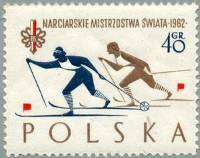 NARCIARSKIE MISTRZOSTWA ŚWIATA·1962·
40 GR.
POLSKA